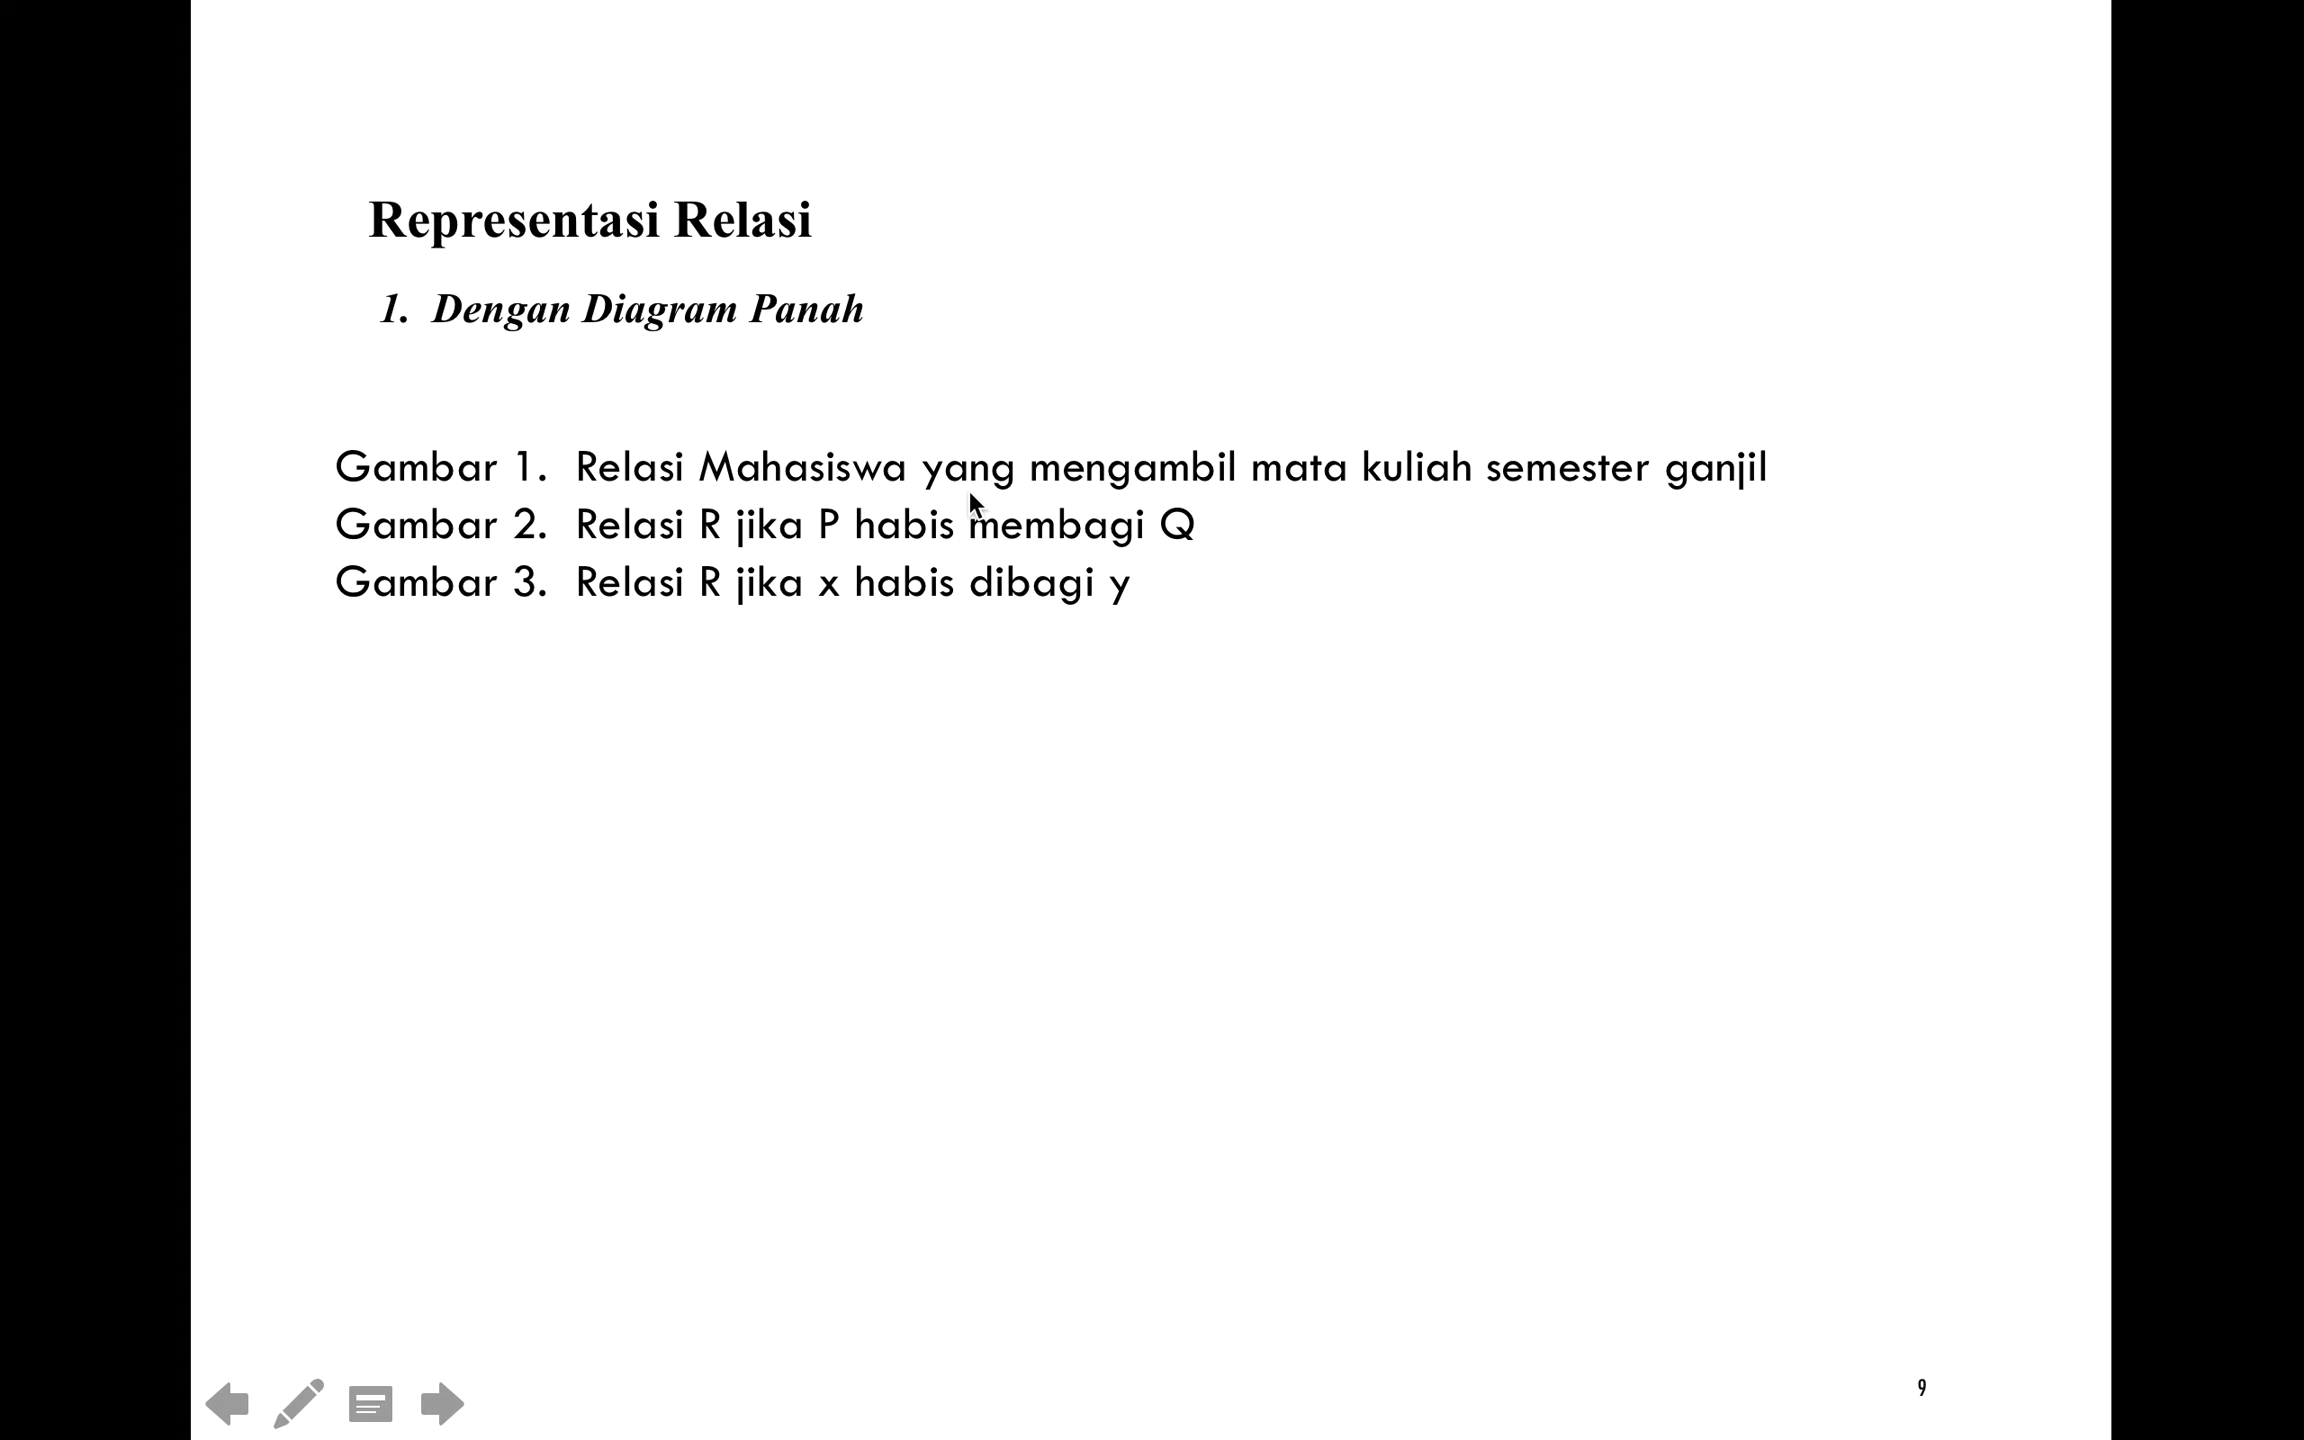 Representasi Relasi
1. Dengan Diagram Panah
Gambar 1. Relasi Mahasiswa yang mengambil mata kuliah semester ganjil
Gambar 2. Relasi R jika P habis membagi Q
Gambar 3. Relasi R jika x habis dibagi y
9